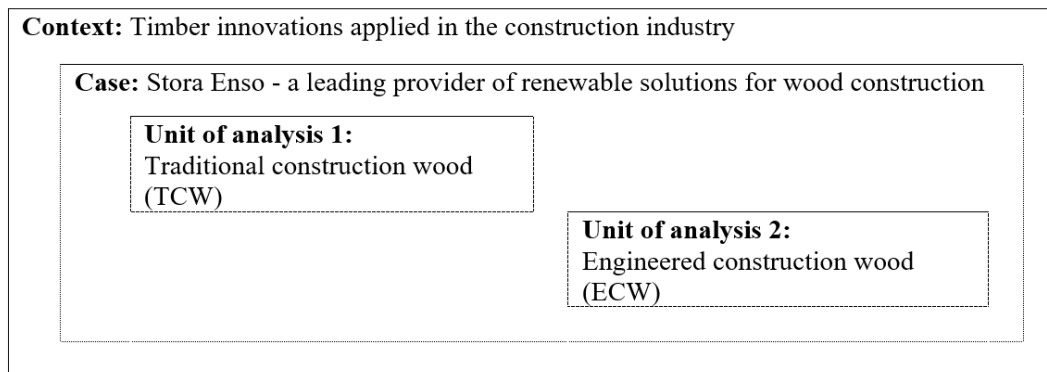 Context: Timber innovations applied in the construction industry
Case: Stora Enso - a leading provider of renewable solutions for wood construction
Unit of analysis 1:
Traditional construction wood
(TCW)
Unit of analysis 2:
Engineered construction wood
(ECW)